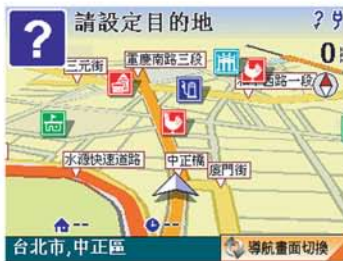 ?
請設定目的地
0
三元街
重慶南路三段
西路一段
水源快速道路
中正橋
廈門街
--
--
台北市,中正區
導航畫面切換